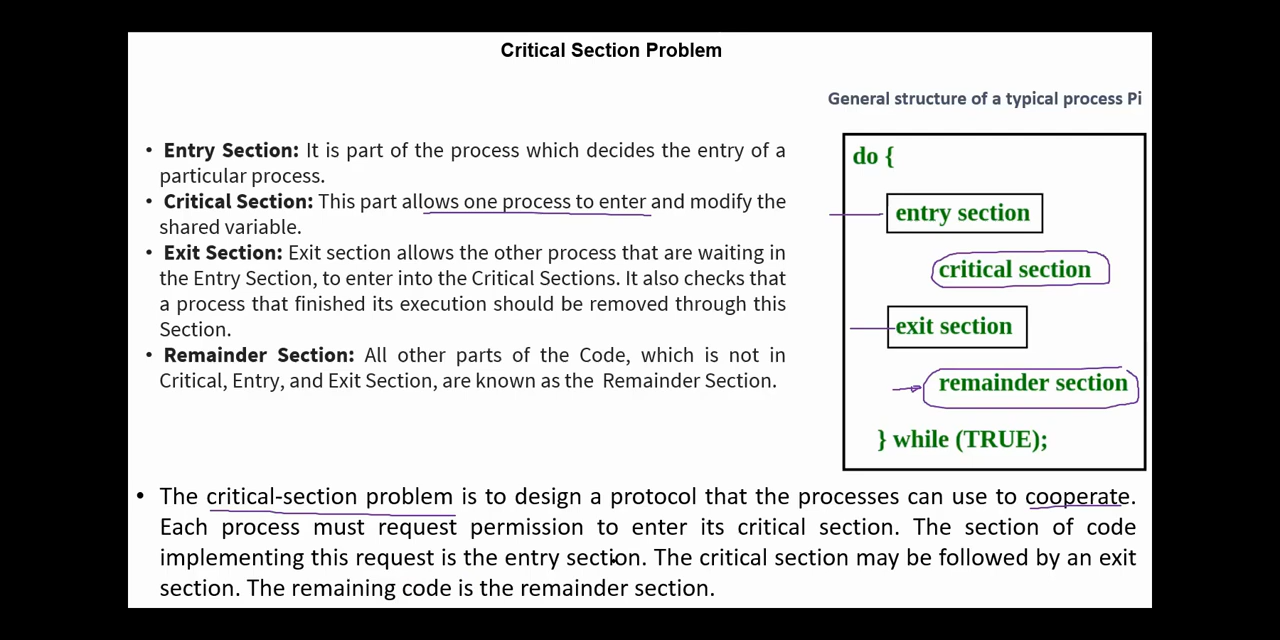 Critical Section Problem
General structure of a typical process Pi
• Entry Section: It is part of the process which decides the entry of a
particular process.
• Critical Section: This part allows one process to enter and modify the
shared variable.
• Exit Section: Exit section allows the other process that are waiting in
the Entry Section, to enter into the Critical Sections. It also checks that
a process that finished its execution should be removed through this
Section.
• Remainder Section: All other parts of the Code, which is not in
Critical, Entry, and Exit Section, are known as the Remainder Section.
do {
entry section
critical section
exit section
remainder section
} while (TRUE);
• The critical-section problem is to design a protocol that the processes can use to cooperate.
Each process must request permission to enter its critical section. The section of code
implementing this request is the entry section. The critical section may be followed by an exit
section. The remaining code is the remainder section.